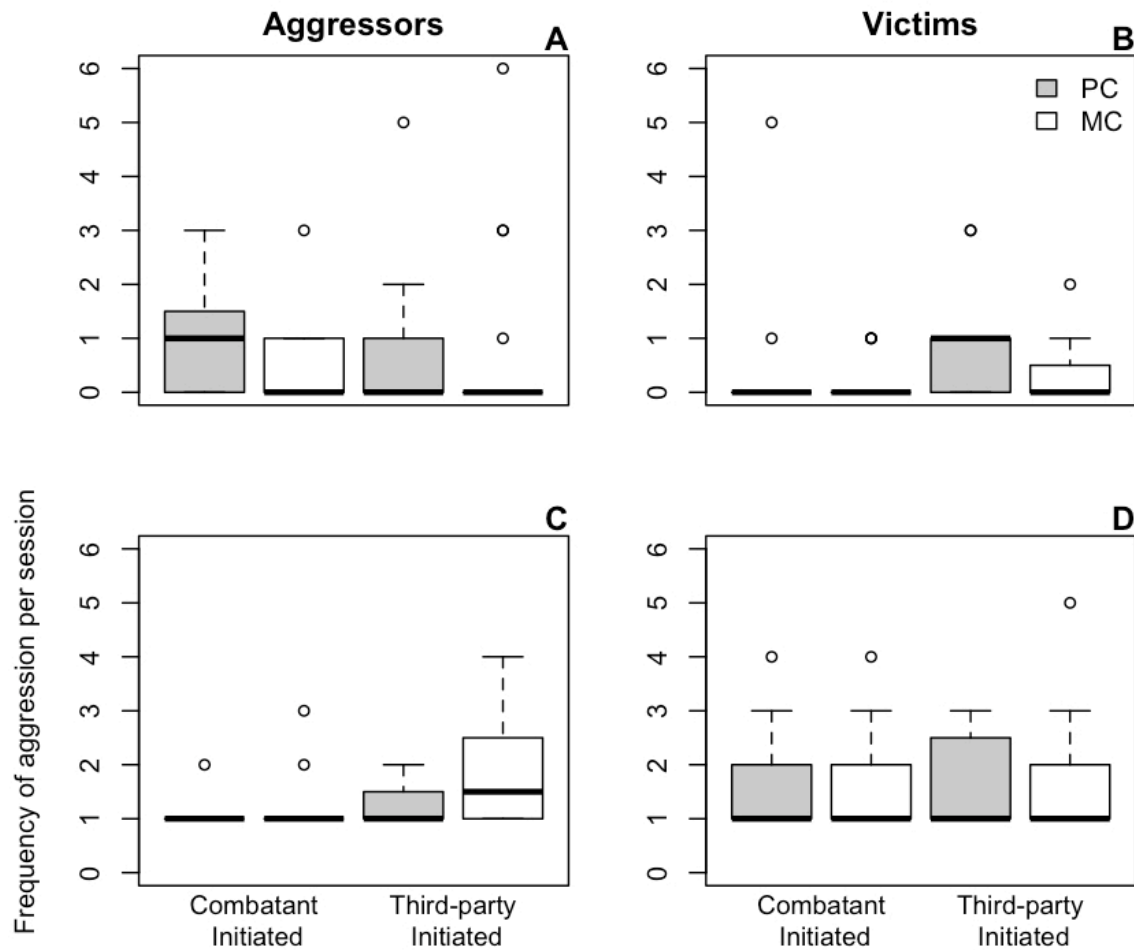 Aggressors
A
6
5
4
3
2
1
0
Victims
B
6
5
4
3
2
1
0
PC
MC
Frequency of aggression per session
C
6
5
4
3
2
1
0
Combatant
Initiated
Third-party
Initiated
D
6
5
4
3
2
1
0
Combatant
Initiated
Third-party
Initiated